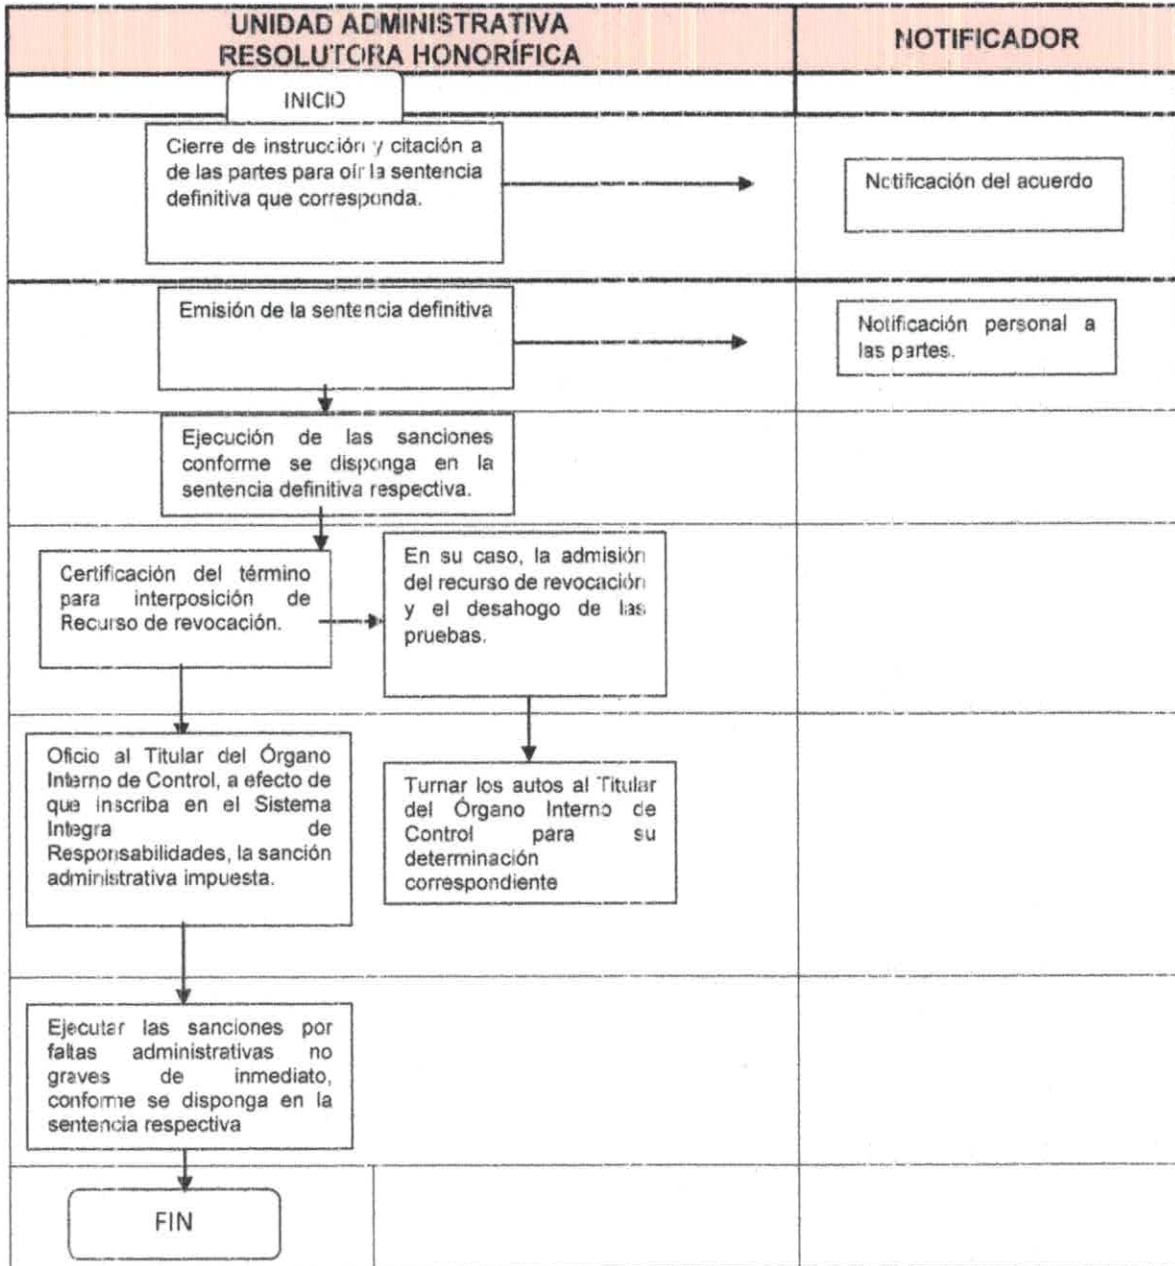 UNIDAD ADMINISTRATIVA
RESOLUTORA HONORÍFICA
NOTIFICADOR
INICIO
Cierre de instrucción y citación a
de las partes para oír la sentencia
definitiva que corresponda.
Notificación del acuerdo
Emisión de la sentencia definitiva
Notificación personal a
las partes.
Ejecución de las sanciones
conforme se disponga en la
sentencia definitiva respectiva.
Certificación del término
para interposición de
Recurso de revocación.
En su caso, la admisión
del recurso de revocación
y el desahogo de las
pruebas.
Oficio al Titular del Órgano
Interno de Control, a efecto de
que inscriba en el Sistema
Integra de
Responsabilidades, la sanción
administrativa impuesta.
Turnar los autos al Titular
del Órgano Interno de
Control para su
determinación
correspondiente
Ejecutar las sanciones por
faltas administrativas no
graves de inmediato,
conforme se disponga en la
sentencia respectiva
FIN